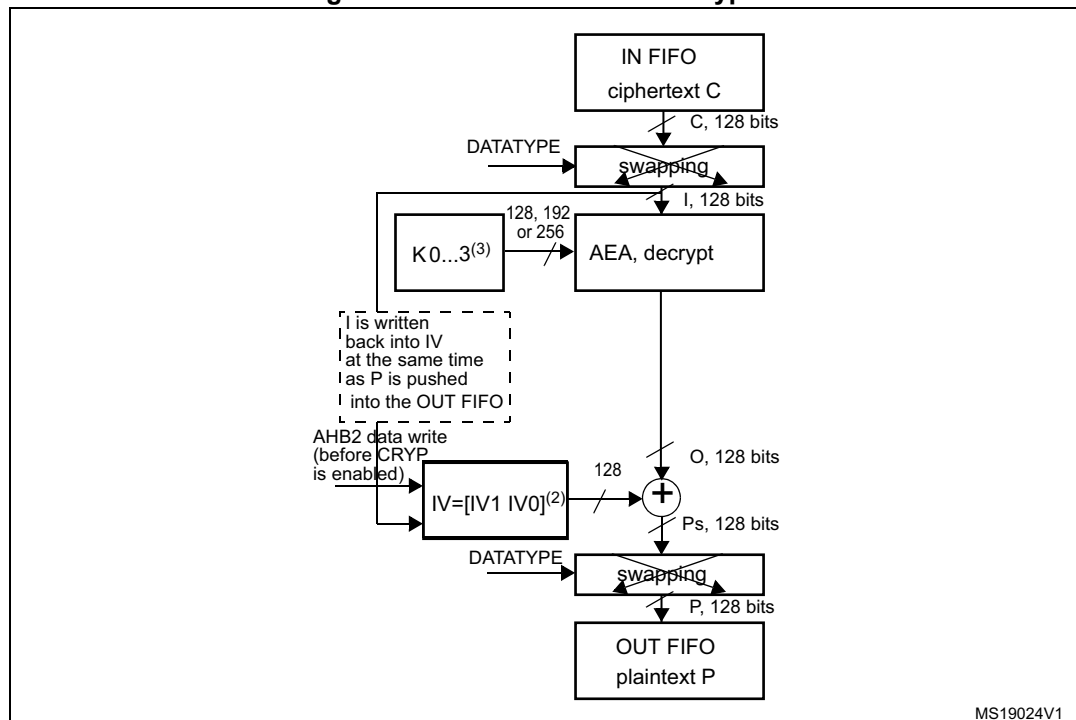 IN FIFO
ciphertext C
C, 128 bits
DATATYPE
swapping
I, 128 bits
128, 192
or 256
K 0...3(3)
AEA, decrypt
I is written
back into IV
at the same time
as P is pushed
into the OUT FIFO
AHB2 data write
(before CRYP
is enabled)
O, 128 bits
128
IV=[IV1 IV0](2)
+
Ps, 128 bits
DATATYPE
swapping
P, 128 bits
OUT FIFO
plaintext P
MS19024V1